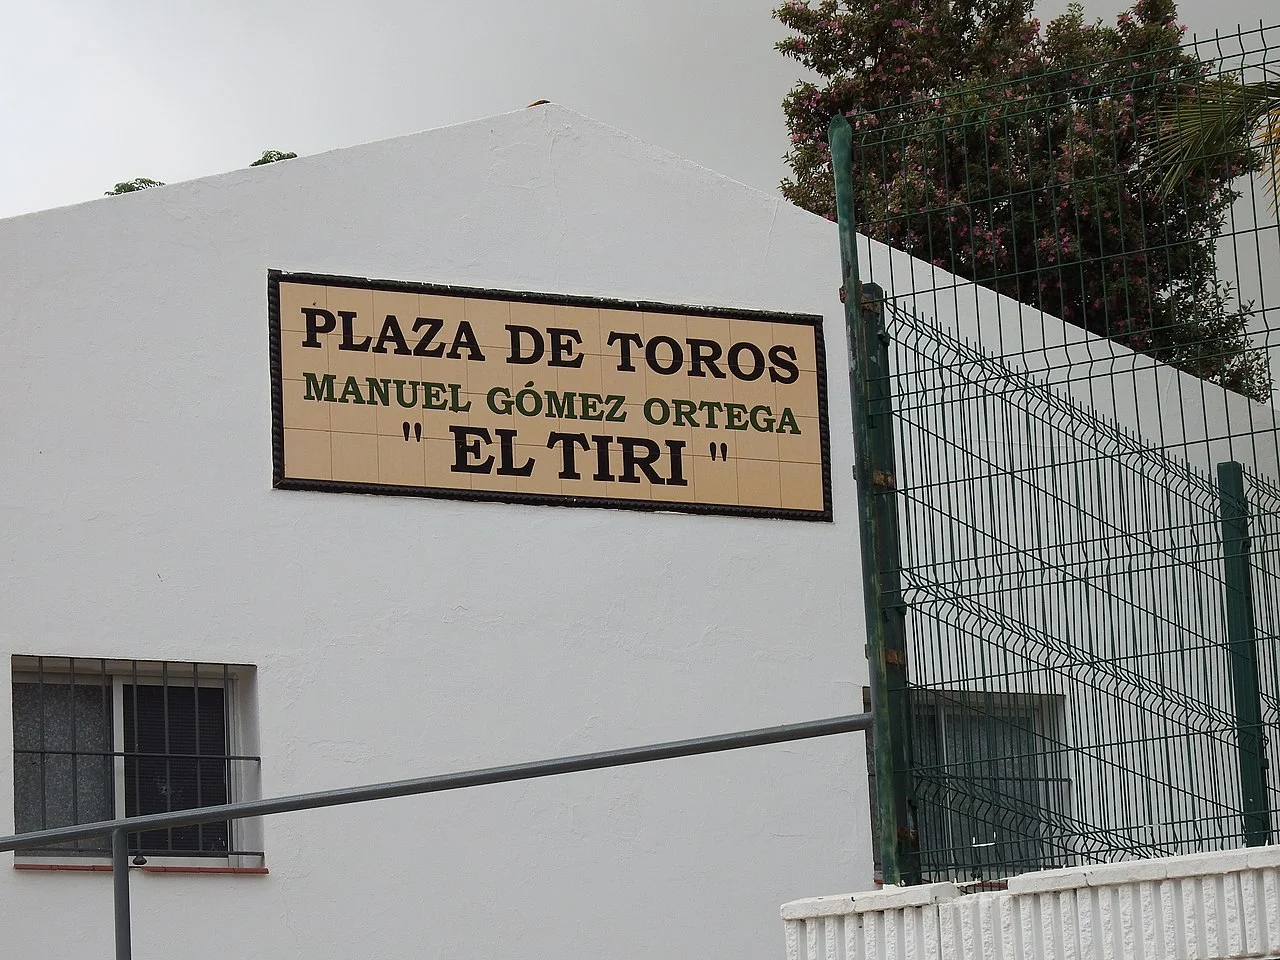 PLAZA DE TOROS
MANUEL GÓMEZ ORTEGA
" EL TIRI "